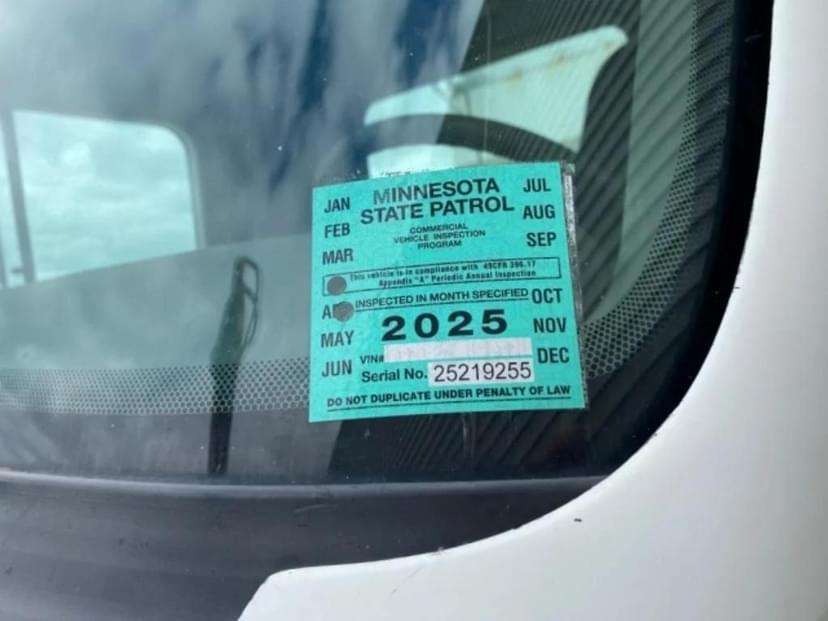 JAN
FEB
MAR
MAY
JUN
MINNESOTA
STATE PATROL
COMMERCIAL
VEHICLE INSPECTION
PROGRAM
JUL
AUG
SEP
This vehicle is in compliance with 49CFR 396.17
Appendix "A" Periodic Annual Inspection
INSPECTED IN MONTH SPECIFIED
OCT
2025
NOV
VIN#
DEC
Serial No. 25219255
DO NOT DUPLICATE UNDER PENALTY OF LAW